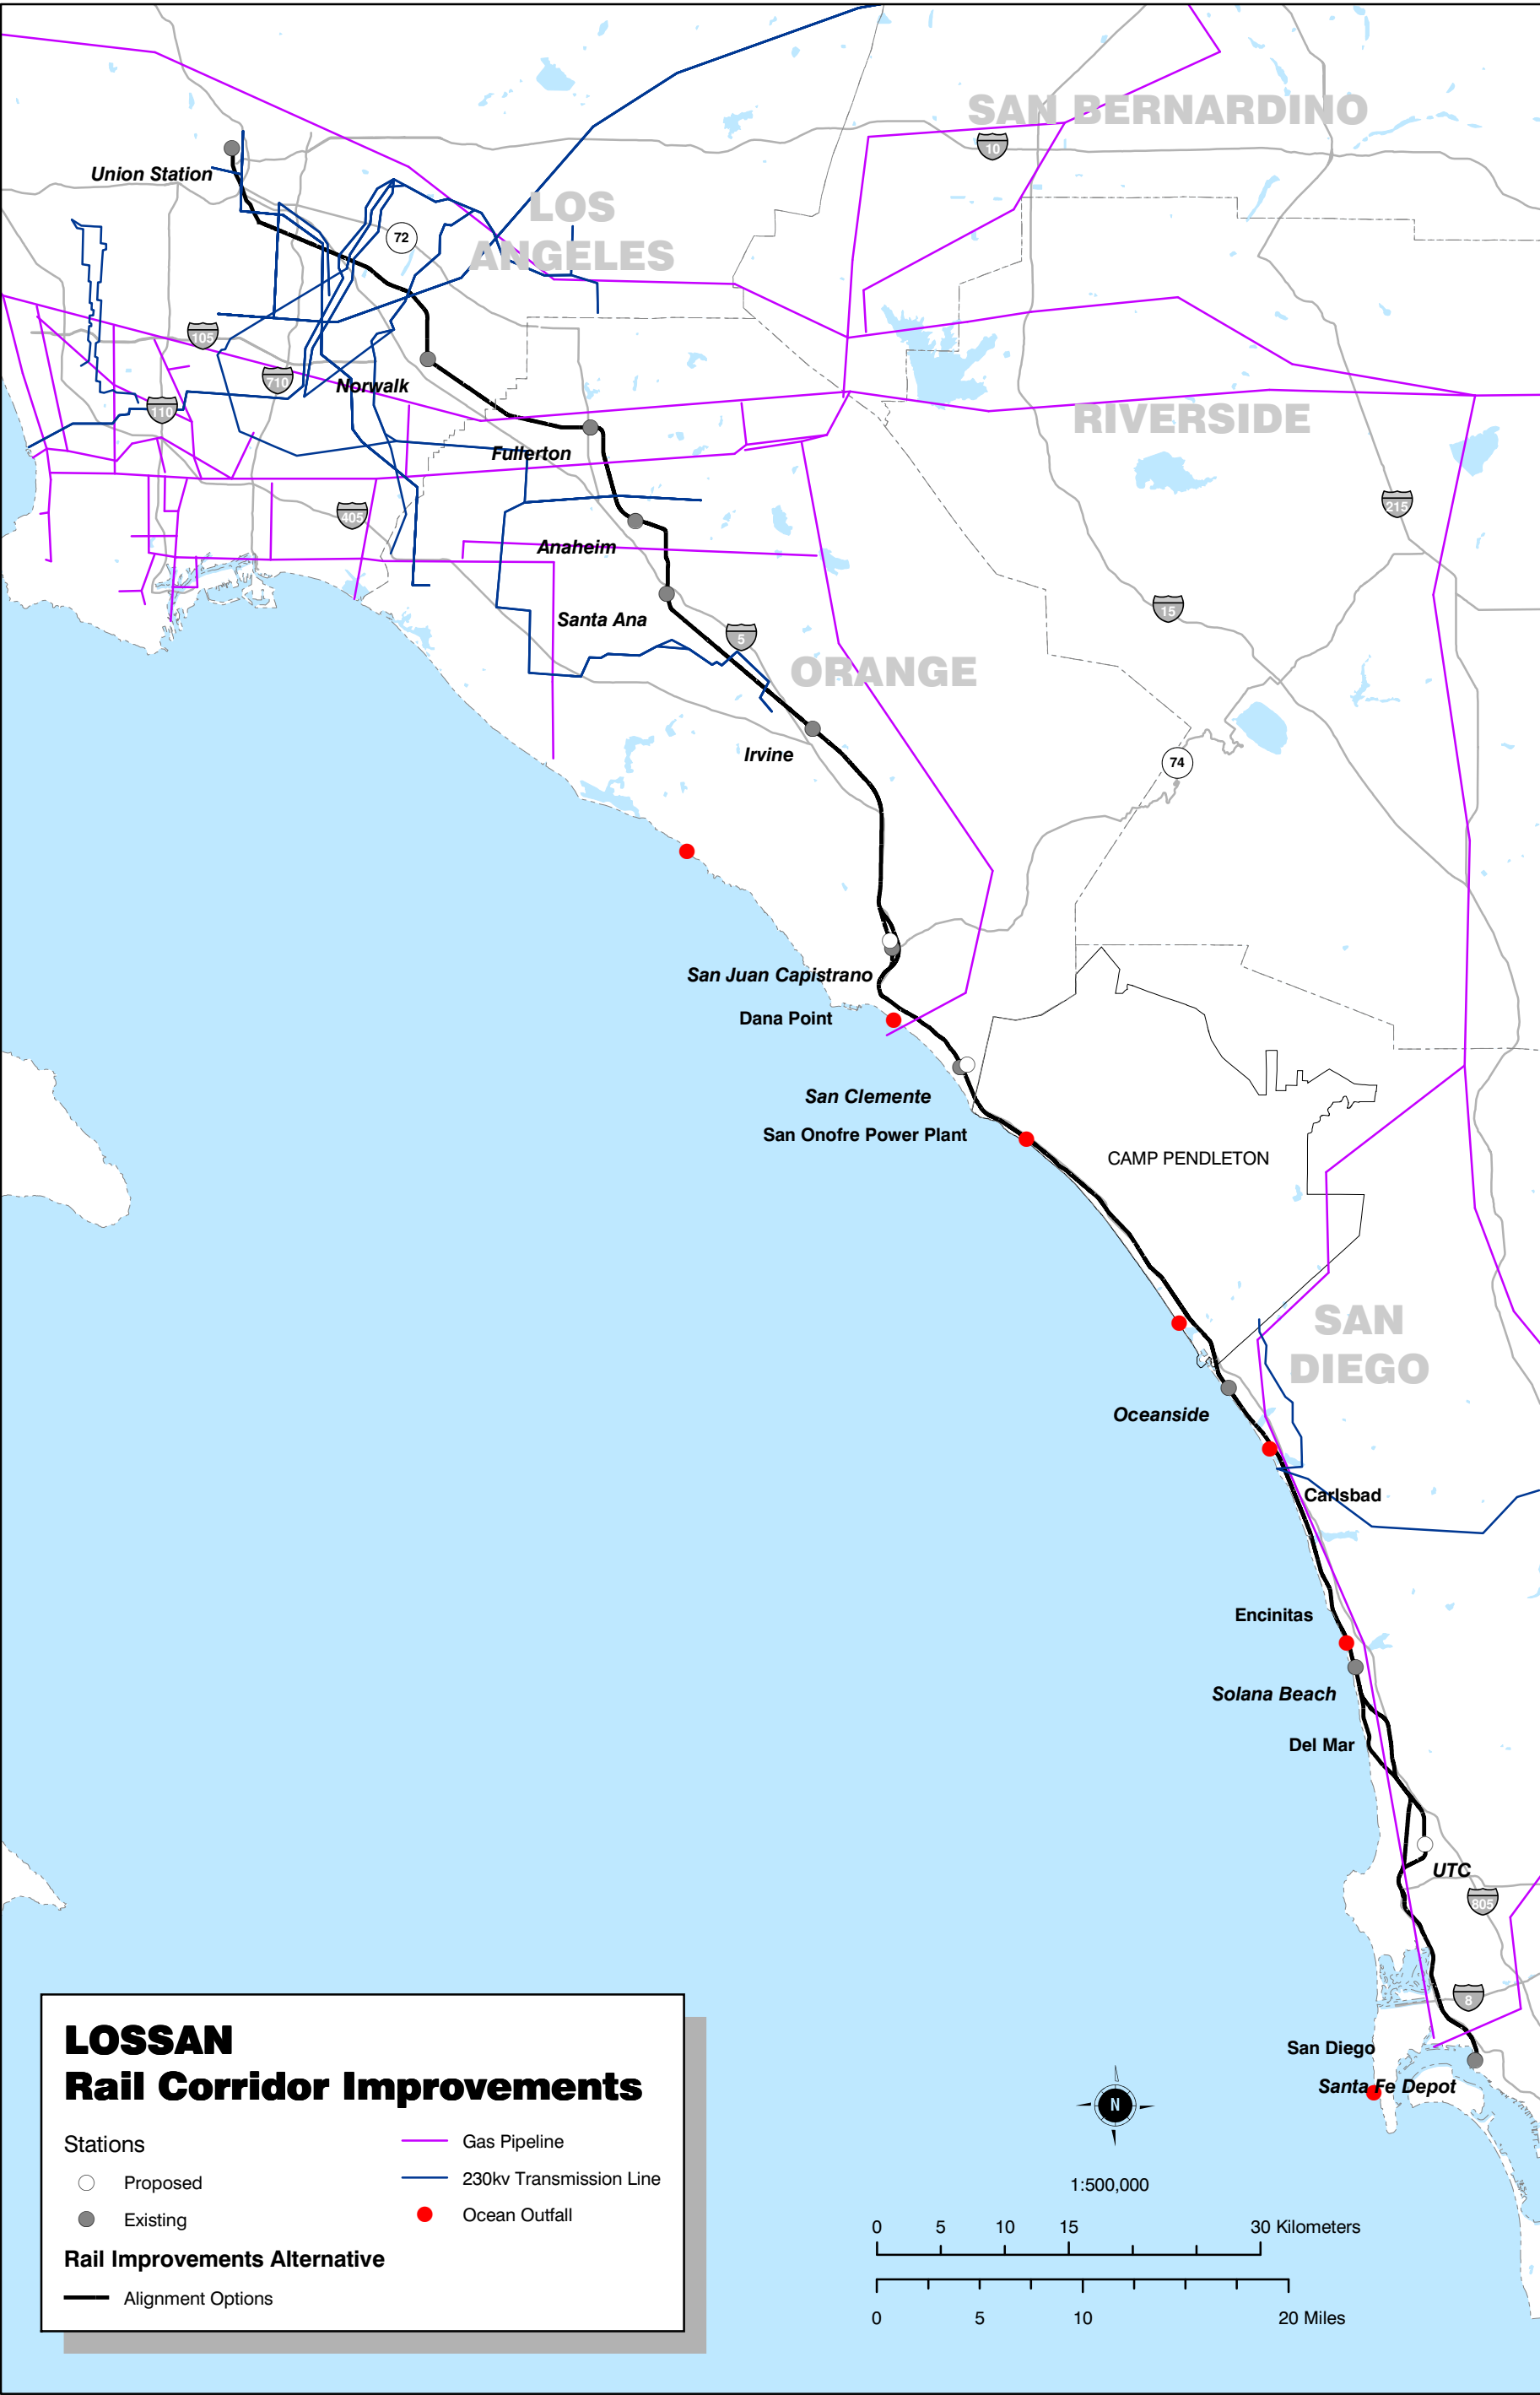 SAN BERNARDINO
10
Union Station
LOS
ANGELES
72
105
710
Norwalk
110
RIVERSIDE
Fullerton
405
215
Anaheim
Santa Ana
15
5
ORANGE
Irvine
74
San Juan Capistrano
Dana Point
San Clemente
San Onofre Power Plant
CAMP PENDLETON
SAN
DIEGO
Oceanside
Carlsbad
Encinitas
Solana Beach
Del Mar
UTC
805
8
San Diego
Santa Fe Depot
LOSSAN
Rail Corridor Improvements
Stations
Proposed
Existing
Gas Pipeline
230kv Transmission Line
Ocean Outfall
Rail Improvements Alternative
Alignment Options
N
1:500,000
0 5 10 15 30 Kilometers
0 5 10 20 Miles